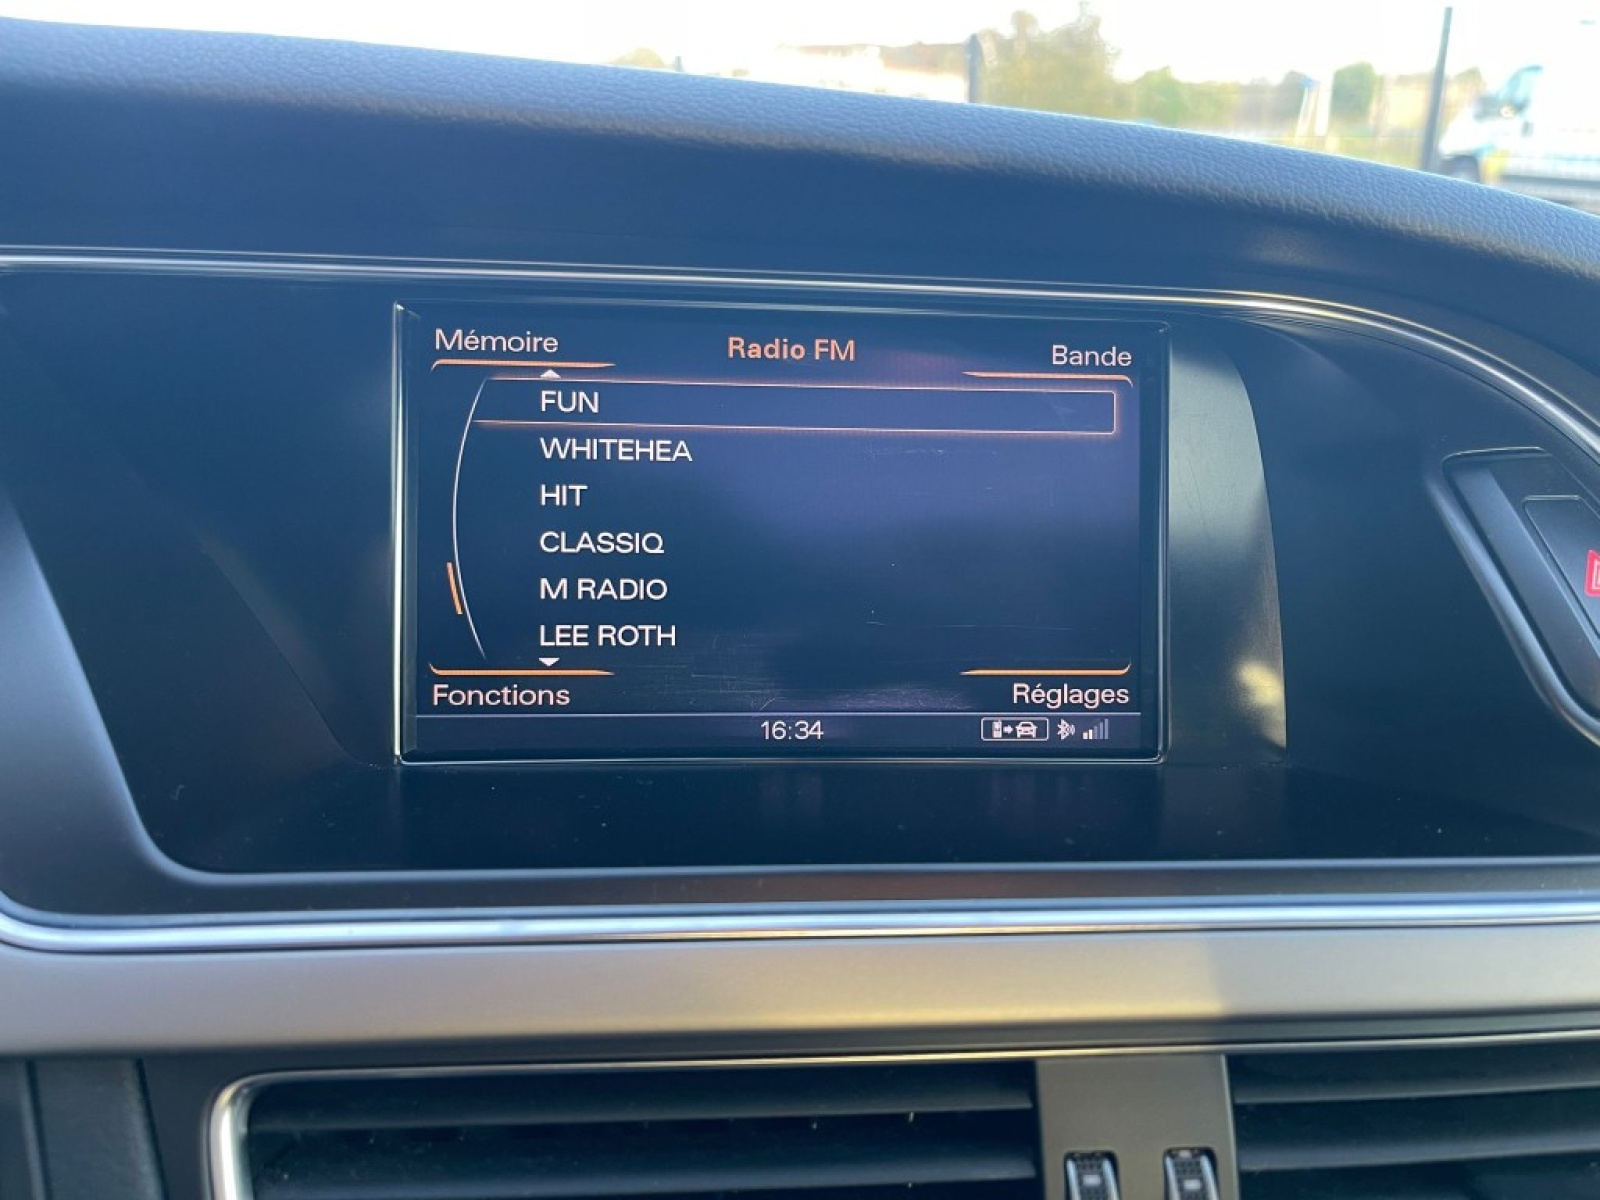 Mémoire
Radio FM
Bande
FUN
WHITEHEA
HIT
CLASSIQ
M RADIO
LEE ROTH
Fonctions
Réglages
16:34